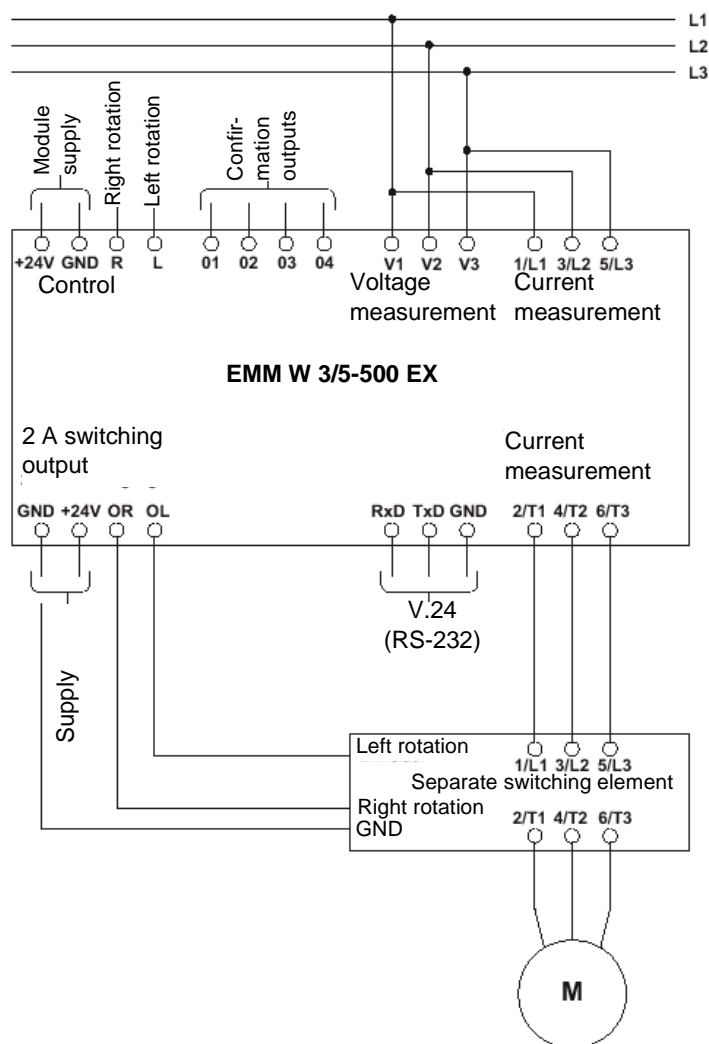 L1
L2
L3
Module
supply
Right rotation
Left rotation
Confir-
mation
outputs
+24V GND R L 01 02 03 04 V1 V2 V3 1/L1 3/L2 5/L3
Control
Voltage
measurement
Current
measurement
EMM W 3/5-500 EX
2 A switching
output
Current
measurement
GND +24V OR OL RxD TxD GND 2/T1 4/T2 6/T3
V.24
(RS-232)
Supply
Left rotation
1/L1 3/L2 5/L3
Separate switching element
Right rotation
GND
2/T1 4/T2 6/T3
M